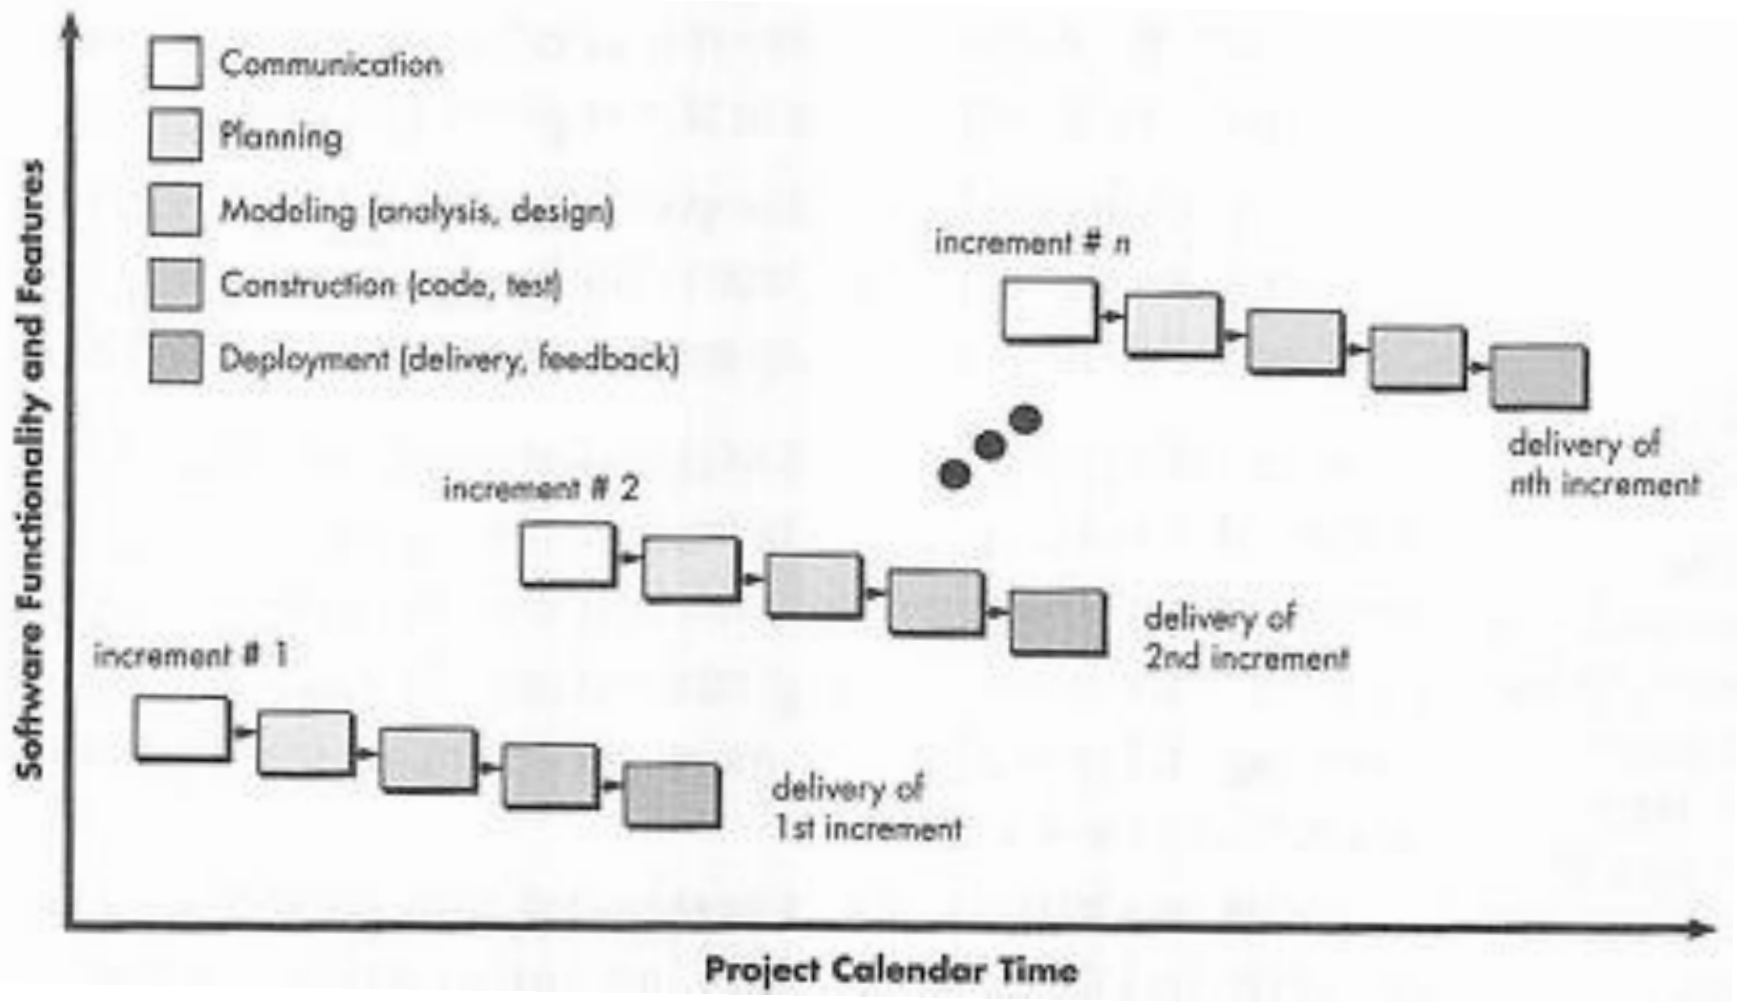 Software Functionality and Features
Communication
Planning
Modeling (analysis, design)
Construction (code, test)
Deployment (delivery, feedback)
increment # n
delivery of
nth increment
increment # 2
delivery of
2nd increment
increment # 1
delivery of
1st increment
Project Calendar Time